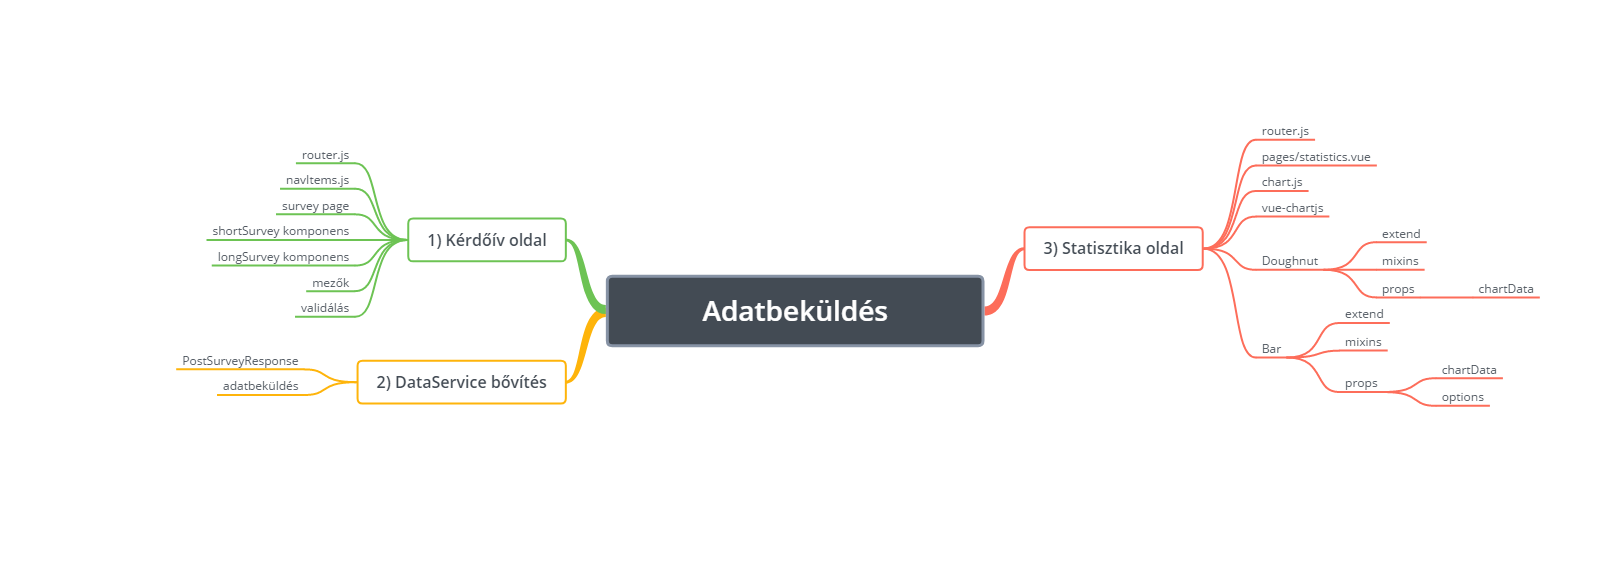 Adatbeküldés
1) Kérdőív oldal
router.js
navItems.js
survey page
shortSurvey komponens
longSurvey komponens
mezők
validálás
2) DataService bővítés
PostSurveyResponse
adatbeküldés
3) Statisztika oldal
router.js
pages/statistics.vue
chart.js
vue-chartjs
Doughnut
extend
mixins
props
chartData
Bar
extend
mixins
props
chartData
options